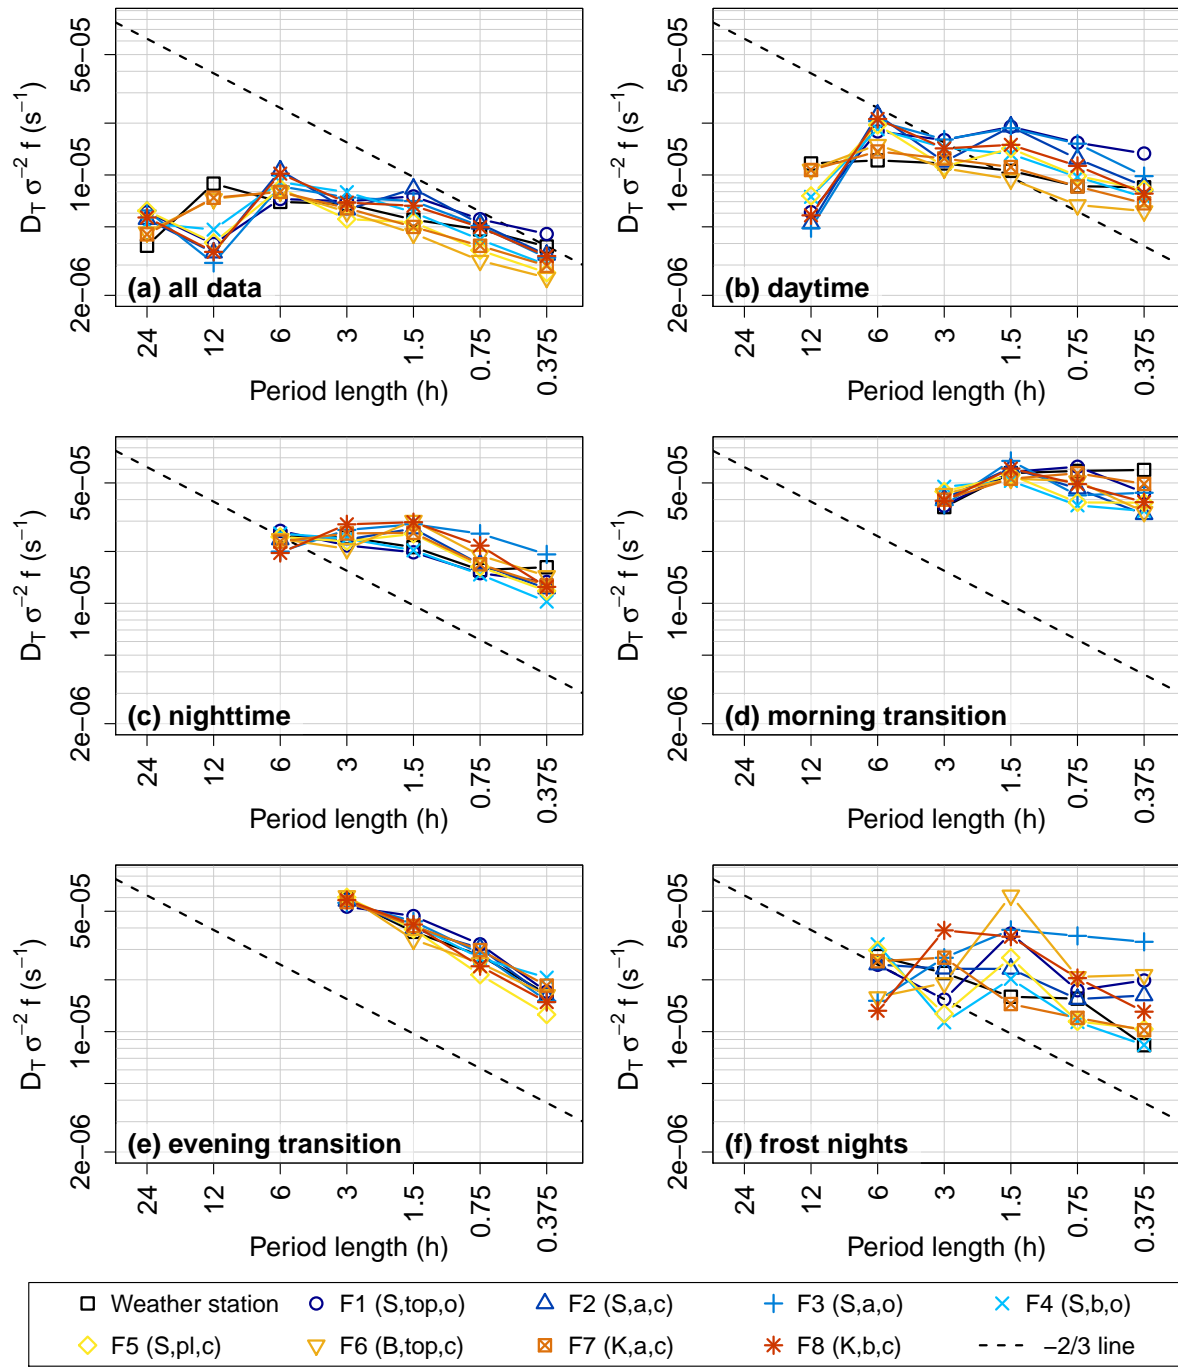 5e−05
1e−05
2e−06
D_T σ^−2 f (s^−1)
(a) all data
24
12
6
3
1.5
0.75
0.375
Period length (h)
5e−05
1e−05
2e−06
D_T σ^−2 f (s^−1)
(b) daytime
24
12
6
3
1.5
0.75
0.375
Period length (h)
5e−05
1e−05
2e−06
D_T σ^−2 f (s^−1)
(c) nighttime
24
12
6
3
1.5
0.75
0.375
Period length (h)
5e−05
1e−05
2e−06
D_T σ^−2 f (s^−1)
(d) morning transition
24
12
6
3
1.5
0.75
0.375
Period length (h)
5e−05
1e−05
2e−06
D_T σ^−2 f (s^−1)
(e) evening transition
24
12
6
3
1.5
0.75
0.375
Period length (h)
5e−05
1e−05
2e−06
D_T σ^−2 f (s^−1)
(f) frost nights
24
12
6
3
1.5
0.75
0.375
Period length (h)
Weather station F1 (S,top,o) F2 (S,a,c) F3 (S,a,o) F4 (S,b,o)
F5 (S,pl,c) F6 (B,top,c) F7 (K,a,c) F8 (K,b,c) −2/3 line